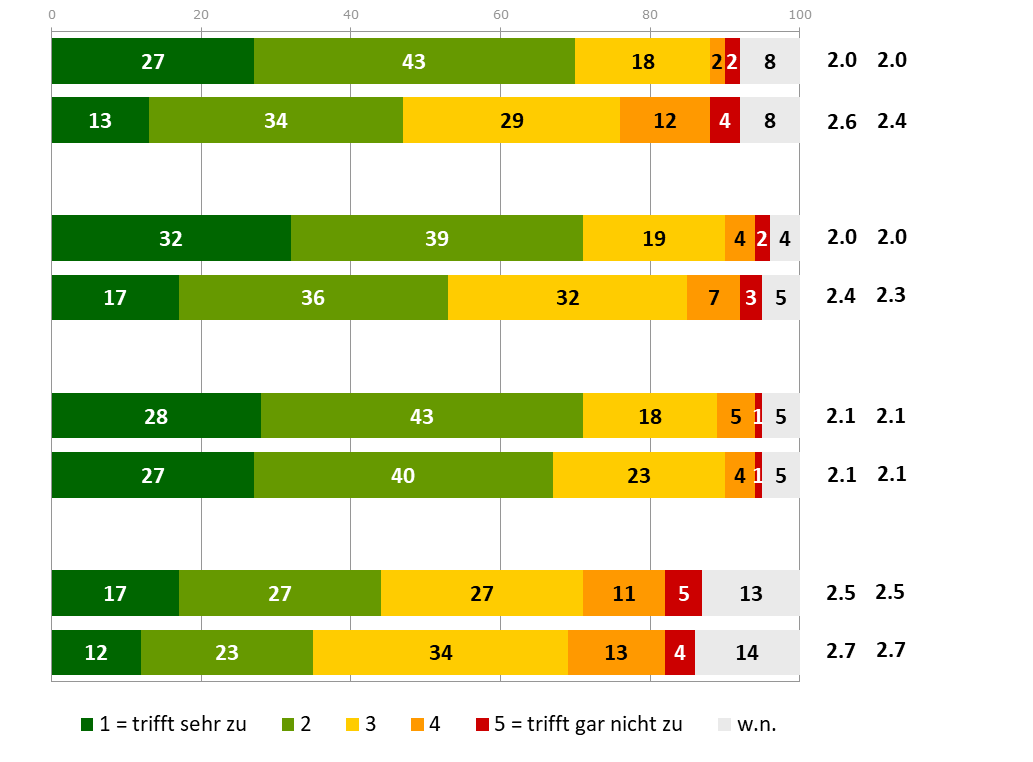 0 20 40 60 80 100
27 43 18 2 2 8 2.0 2.0
13 34 29 12 4 8 2.6 2.4
32 39 19 4 2 4 2.0 2.0
17 36 32 7 3 5 2.4 2.3
28 43 18 5 1 5 2.1 2.1
27 40 23 4 1 5 2.1 2.1
17 27 27 11 5 13 2.5 2.5
12 23 34 13 4 14 2.7 2.7
1 = trifft sehr zu 2 3 4 5 = trifft gar nicht zu w.n.